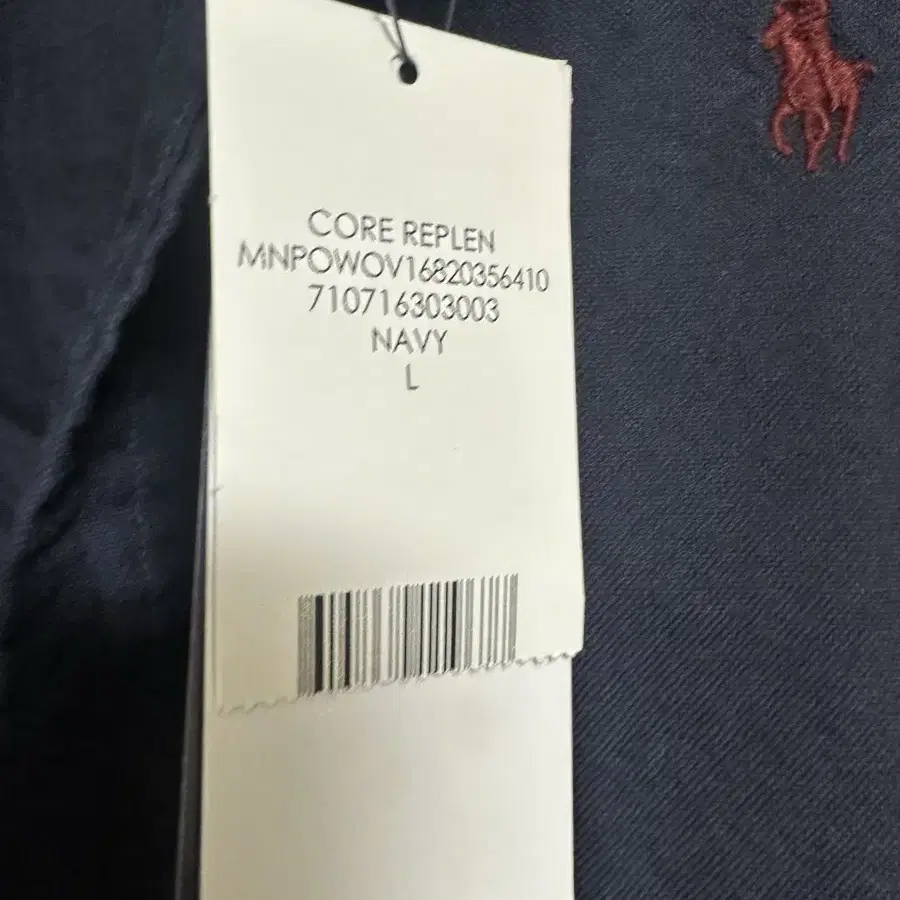 CORE REPLEN
MNPOWOV16820356410
710716303003
NAVY
L